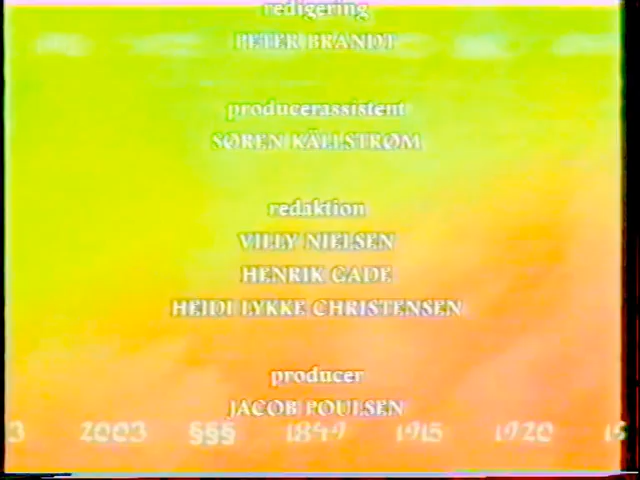 redigering
PETER BRANDT
producerassistent
SØREN KÄLLSTRØM
redaktion
VILLY NIELSEN
HENRIK GADE
HEIDI LYKKE CHRISTENSEN
producer
JACOB POULSEN
3 2003 §§§ 1849 1915 1920